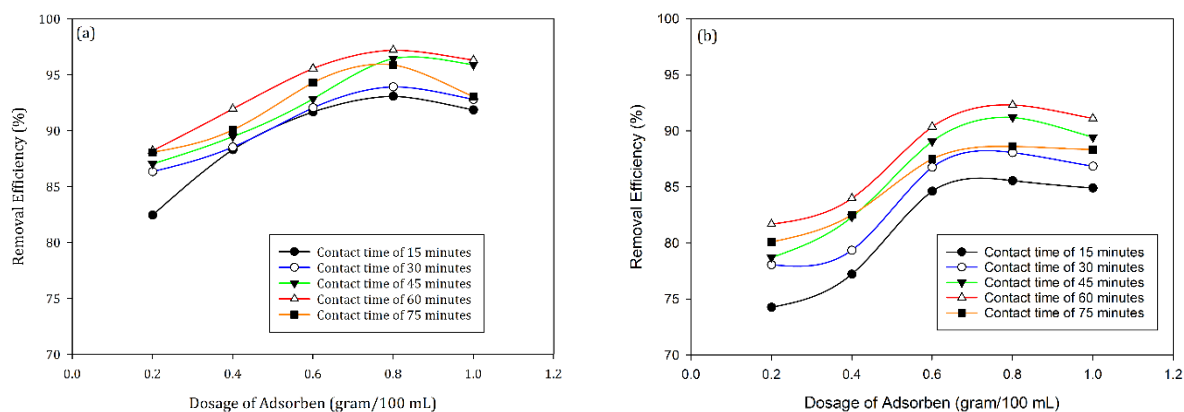 (a)
Removal Efficiency (%)
100
95
90
85
80
75
70
Contact time of 15 minutes
Contact time of 30 minutes
Contact time of 45 minutes
Contact time of 60 minutes
Contact time of 75 minutes
0.0 0.2 0.4 0.6 0.8 1.0 1.2
Dosage of Adsorben (gram/100 mL)
(b)
Removal Efficiency (%)
100
95
90
85
80
75
70
Contact time of 15 minutes
Contact time of 30 minutes
Contact time of 45 minutes
Contact time of 60 minutes
Contact time of 75 minutes
0.0 0.2 0.4 0.6 0.8 1.0 1.2
Dosage of Adsorben (gram/100 mL)